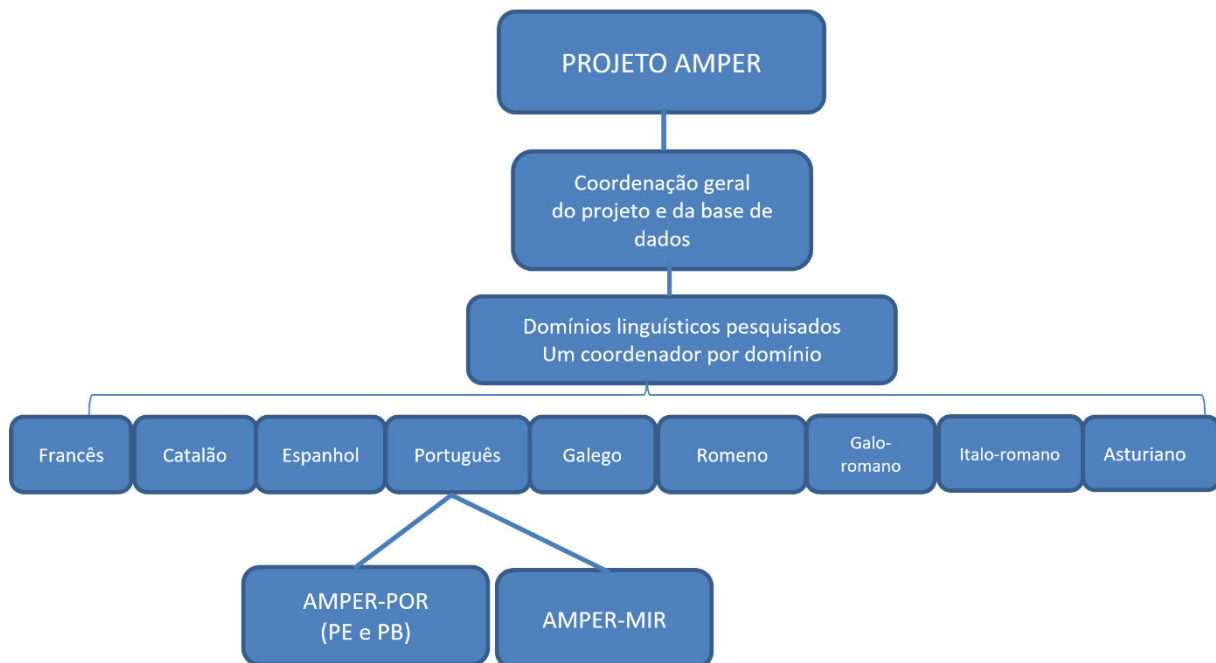 PROJETO AMPER
Coordenação geral
do projeto e da base de
dados
Domínios linguísticos pesquisados
Um coordenador por domínio
Francês
Catalão
Espanhol
Português
Galego
Romeno
Galo-
romano
Italo-romano
Asturiano
AMPER-POR
(PE e PB)
AMPER-MIR